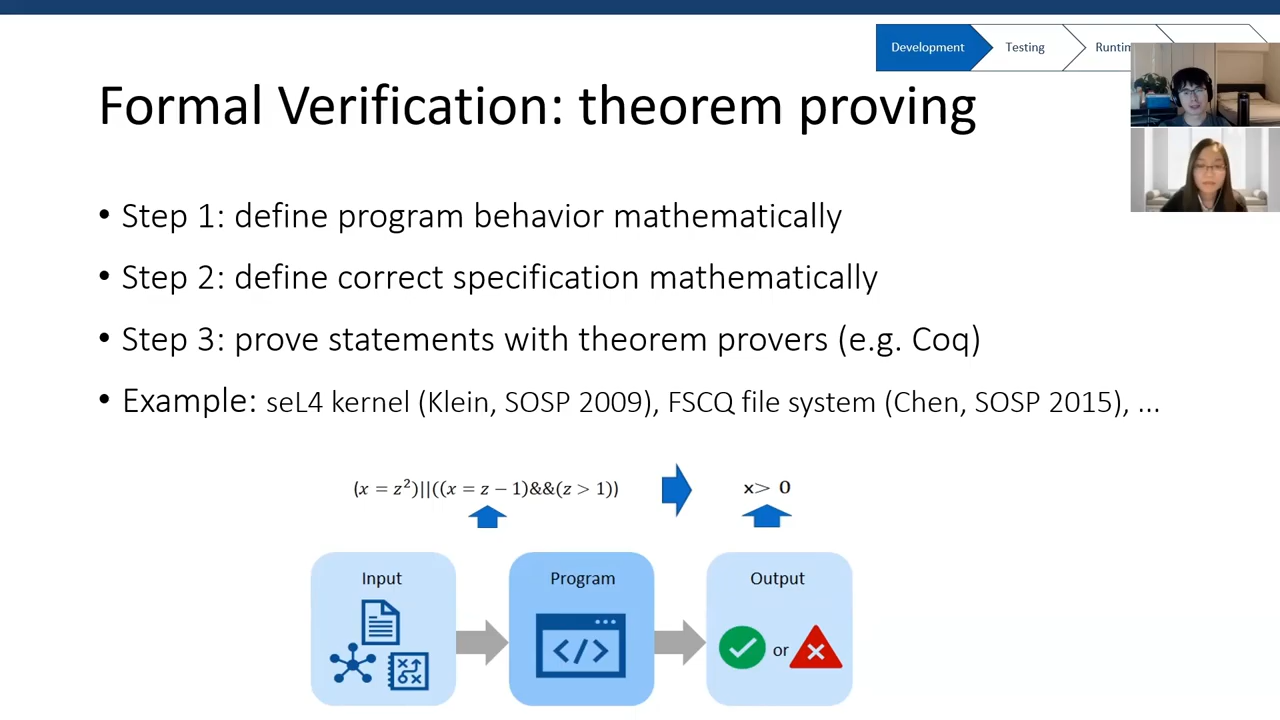 Development Testing
Formal Verification: theorem proving
• Step 1: define program behavior mathematically
• Step 2: define correct specification mathematically
• Step 3: prove statements with theorem provers (e.g. Coq)
• Example: seL4 kernel (Klein, SOSP 2009), FSCQ file system (Chen, SOSP 2015), ...
(x = z²)||((x = z − 1)&&(z > 1)) x> 0
Input Program Output
</> or